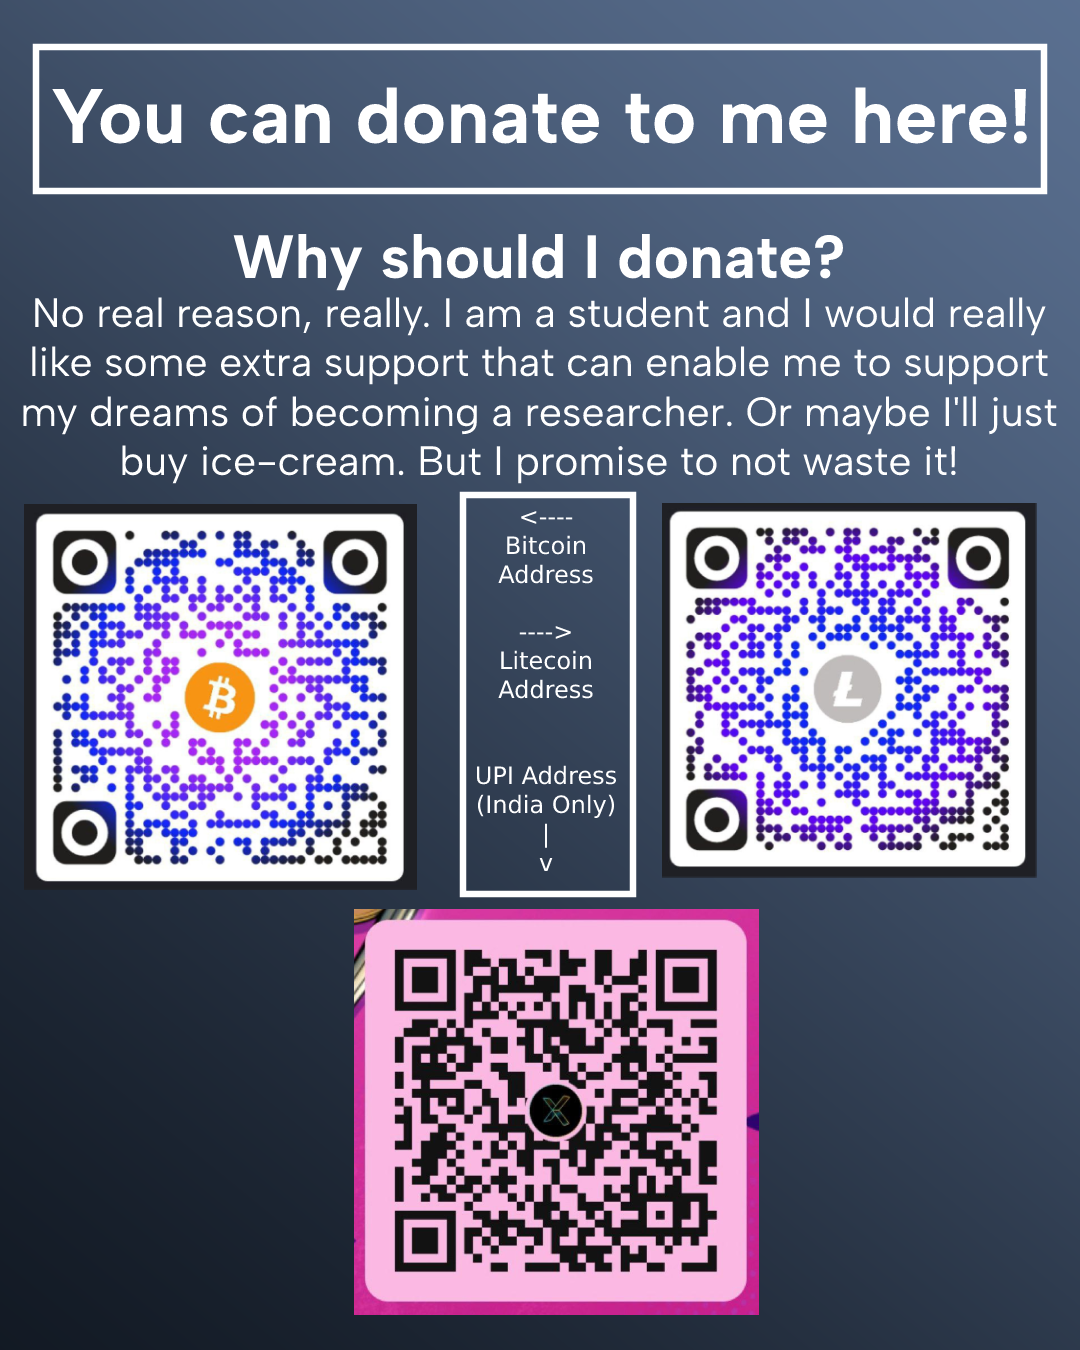 You can donate to me here!
Why should I donate?
No real reason, really. I am a student and I would really
like some extra support that can enable me to support
my dreams of becoming a researcher. Or maybe I'll just
buy ice-cream. But I promise to not waste it!
<----
Bitcoin
Address
---->
Litecoin
Address
UPI Address
(India Only)
|
v